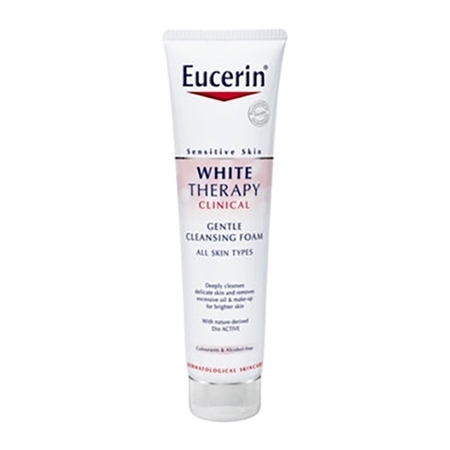 Eucerin®
Sensitive Skin
WHITE
THERAPY
CLINICAL
GENTLE
CLEANSING FOAM
ALL SKIN TYPES
Deeply cleanses
delicate skin and removes
excessive oil & make-up
for brighter skin
With nature-derived
Dio ACTIVE
Colourants & Alcohol-free
DERMATOLOGICAL SKINCARE